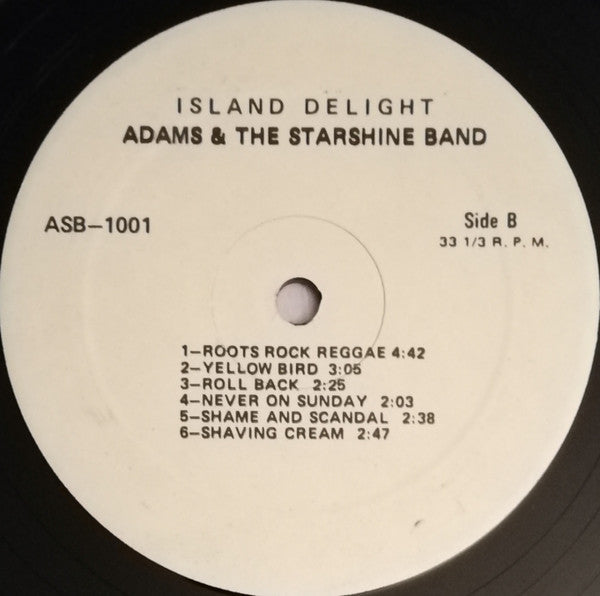 ISLAND DELIGHT
ADAMS & THE STARSHINE BAND
ASB-1001
Side B
33 1/3 R. P. M.
1-ROOTS ROCK REGGAE 4:42
2-YELLOW BIRD 3:05
3-ROLL BACK 2:25
4-NEVER ON SUNDAY 2:03
5-SHAME AND SCANDAL 2:38
6-SHAVING CREAM 2:47